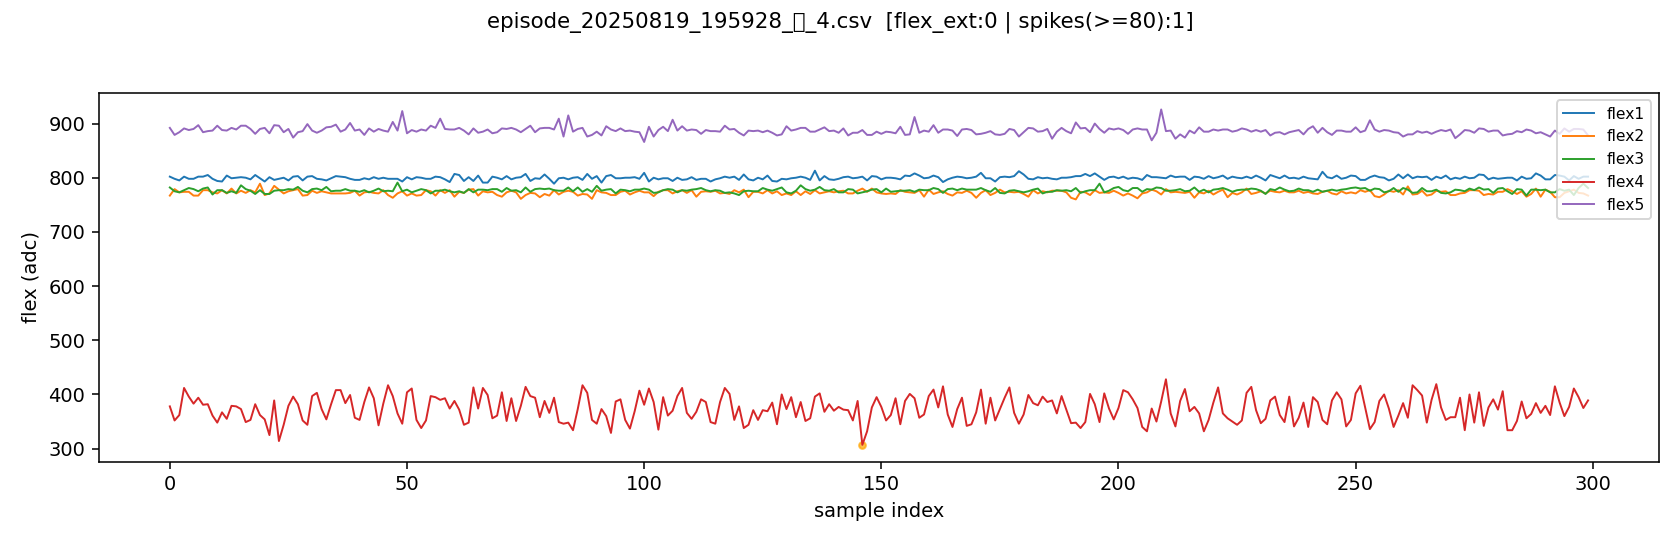 episode_20250819_195928_▯_4.csv [flex_ext:0 | spikes(>=80):1]
flex (adc)
900
800
700
600
500
400
300
0 50 100 150 200 250 300
sample index
flex1
flex2
flex3
flex4
flex5